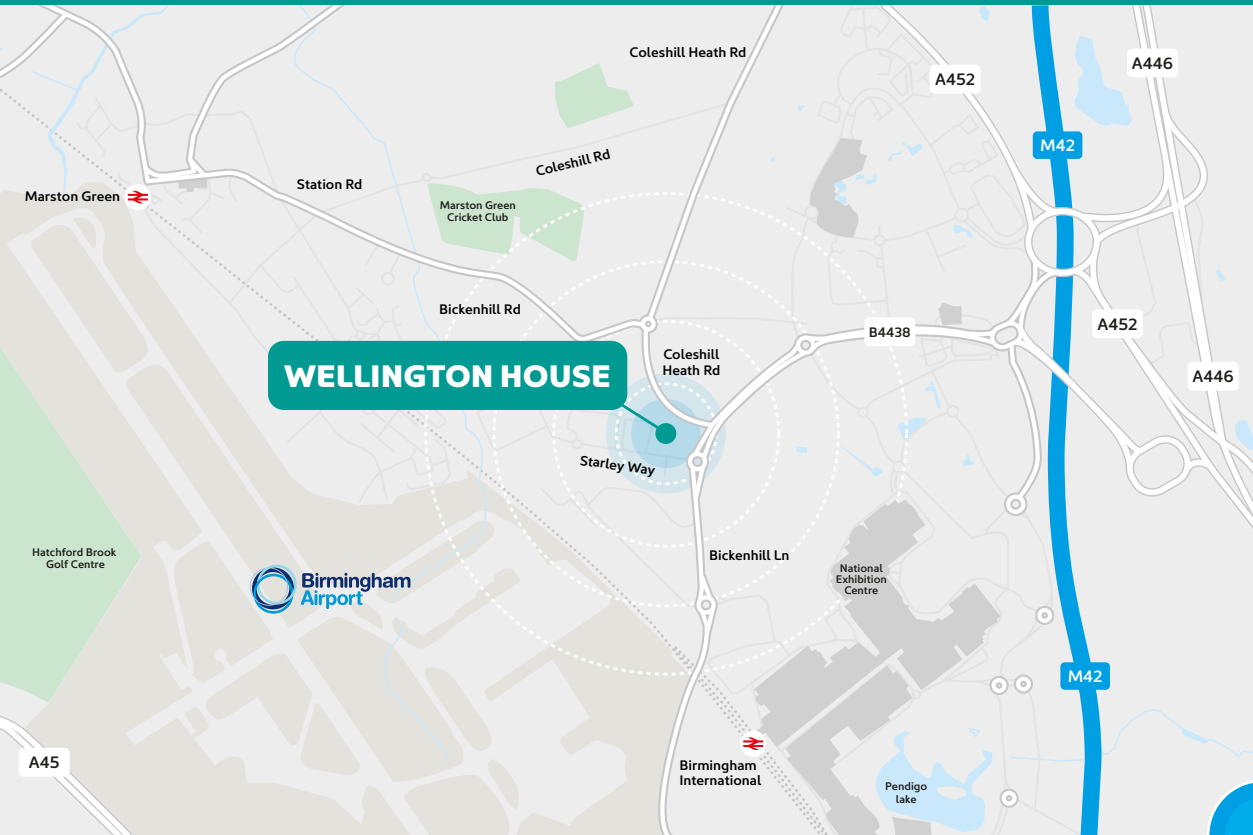 Coleshill Heath Rd
A452
A446
M42
Coleshill Rd
Station Rd
Marston Green
Marston Green
Cricket Club
Bickenhill Rd
B4438
A452
Coleshill
Heath Rd
WELLINGTON HOUSE
A446
Starley Way
Hatchford Brook
Golf Centre
Bickenhill Ln
National
Exhibition
Centre
Birmingham
Airport
M42
A45
Birmingham
International
Pendigo
lake